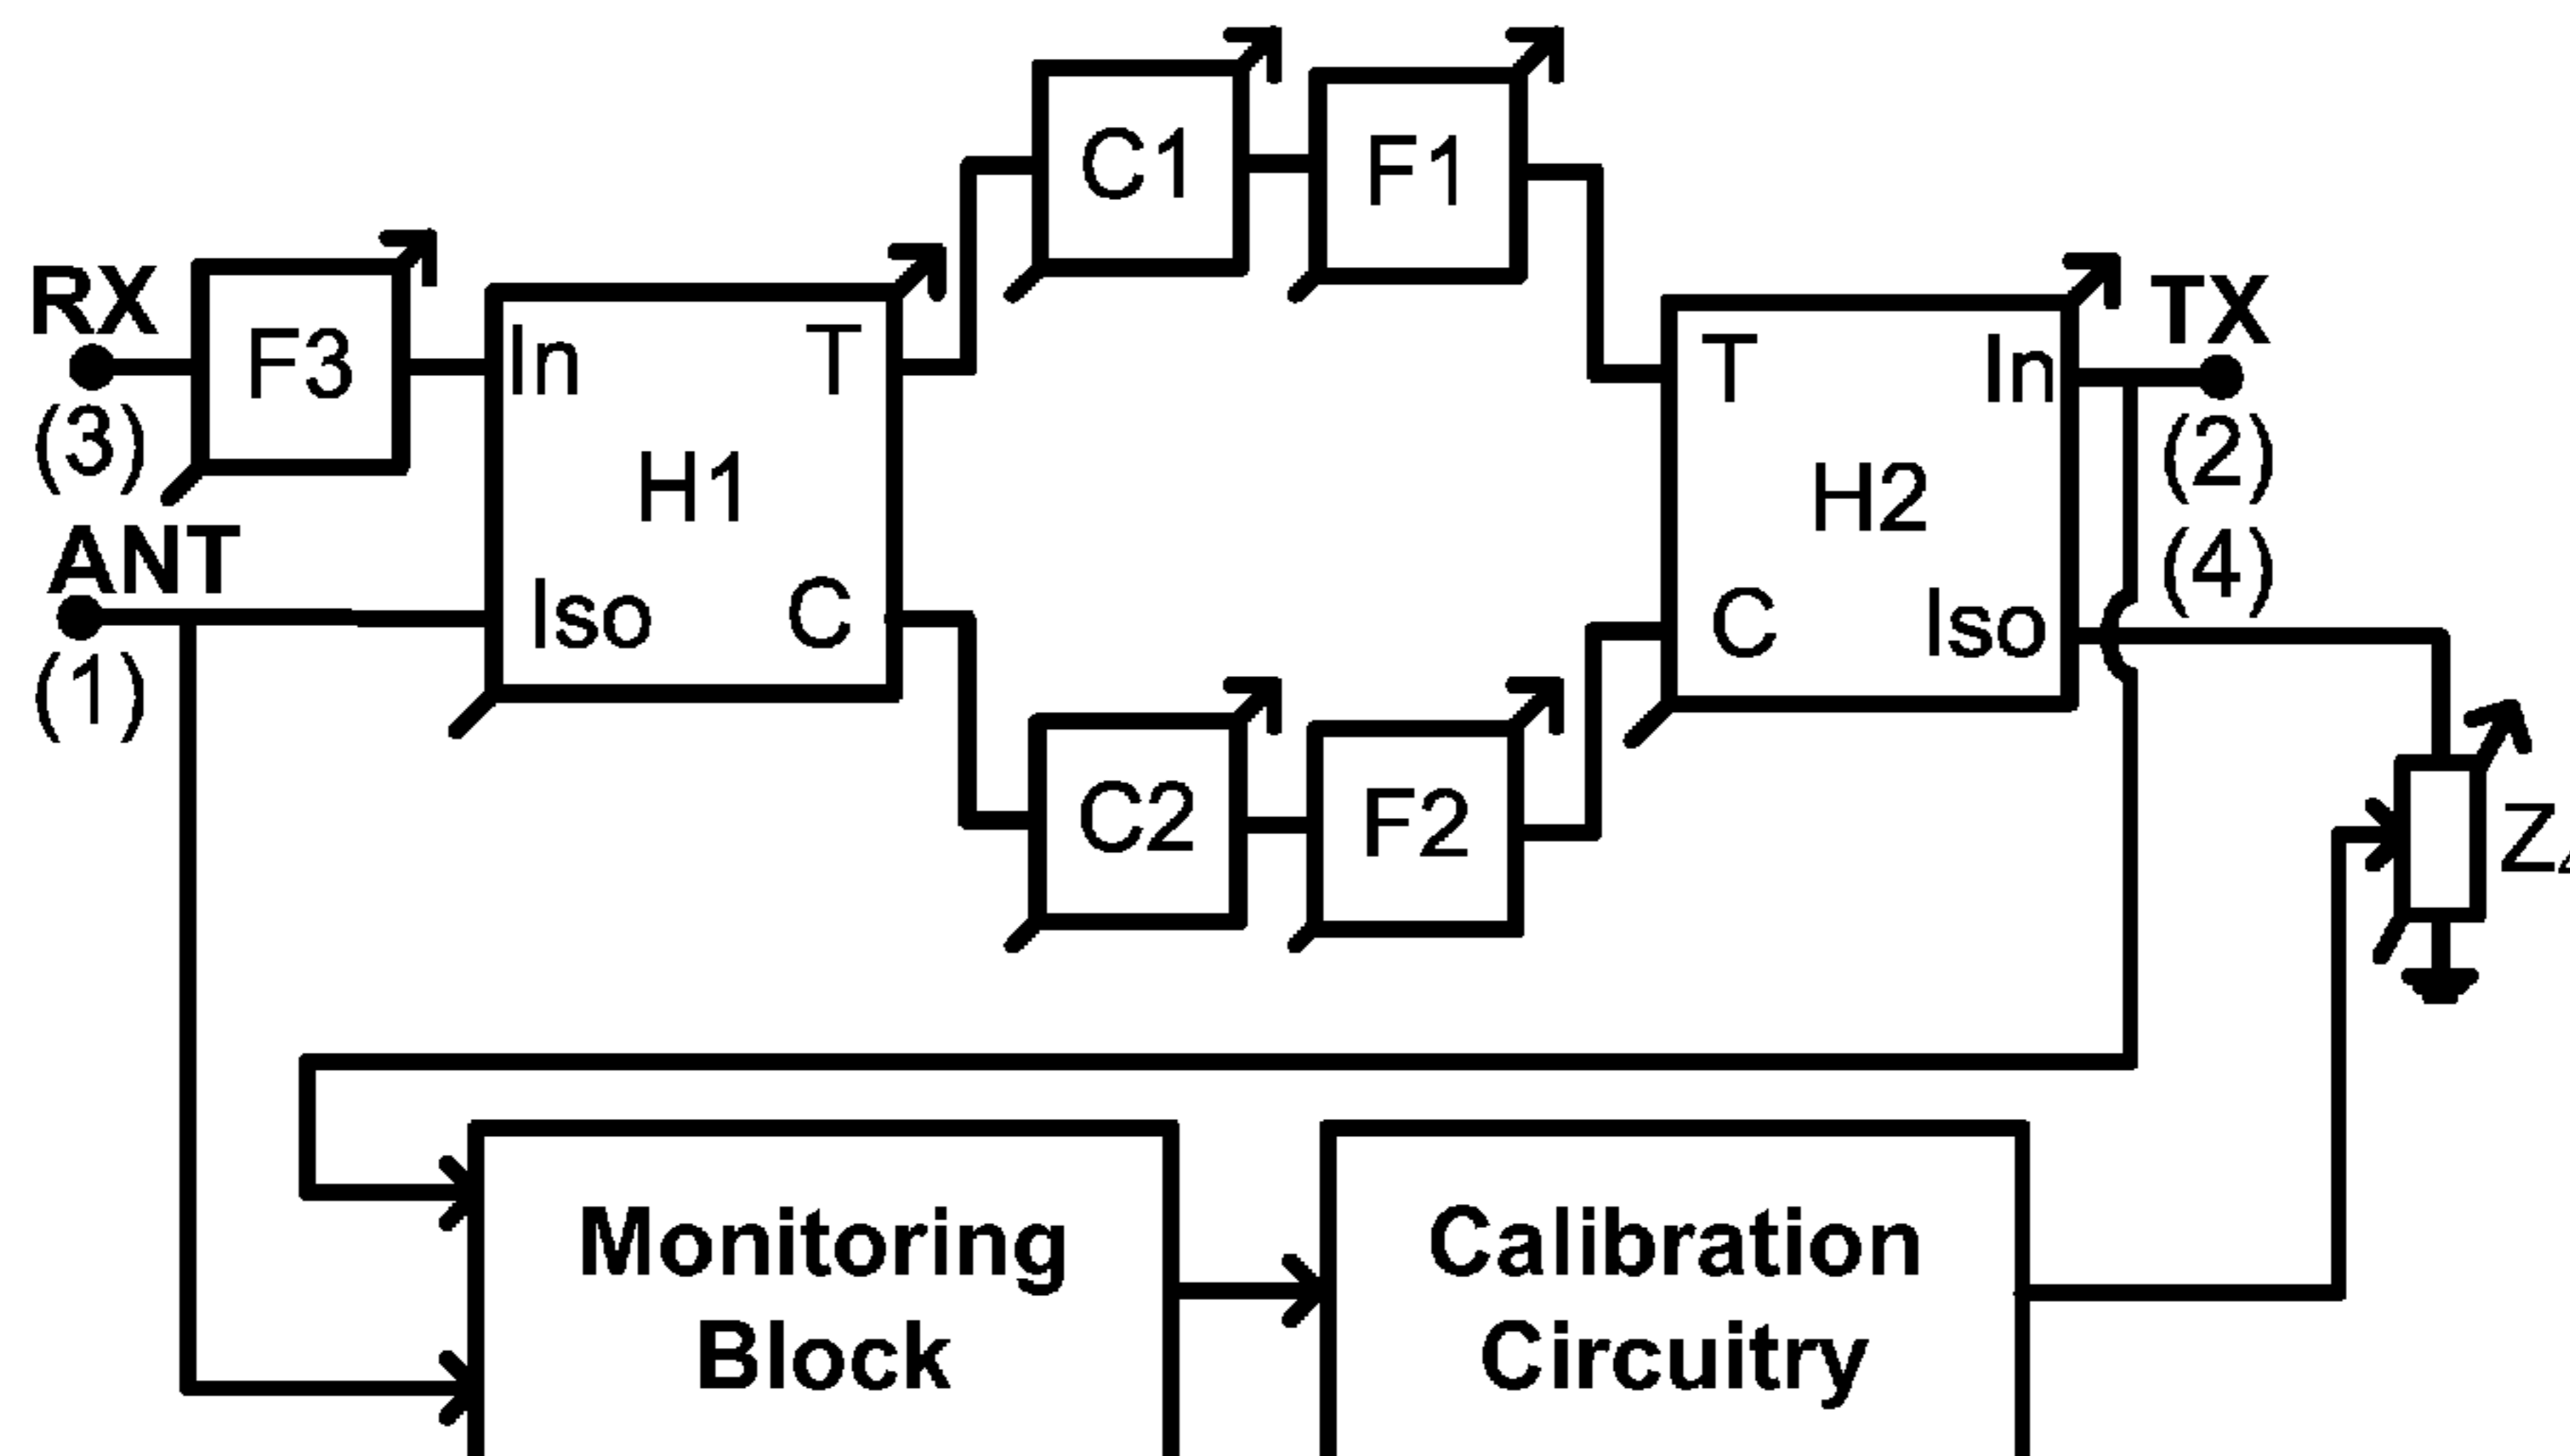 C1
F1
RX
F3
In
T
T
In
TX
(3)
H1
H2
(2)
ANT
Iso
C
C
Iso
(4)
(1)
C2
F2
Monitoring
Block
Calibration
Circuitry